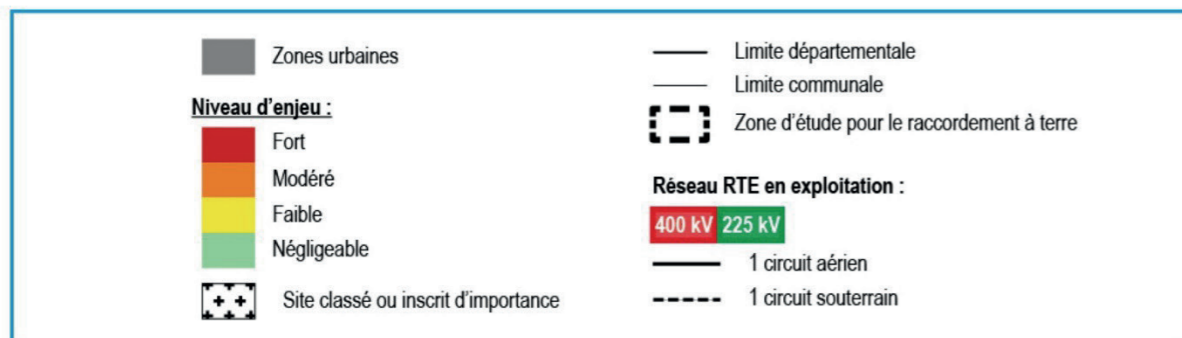 Zones urbaines
Niveau d'enjeu :
Fort
Modéré
Faible
Négligeable
Site classé ou inscrit d'importance
Limite départementale
Limite communale
Zone d'étude pour le raccordement à terre
Réseau RTE en exploitation :
400 kV 225 kV
1 circuit aérien
1 circuit souterrain